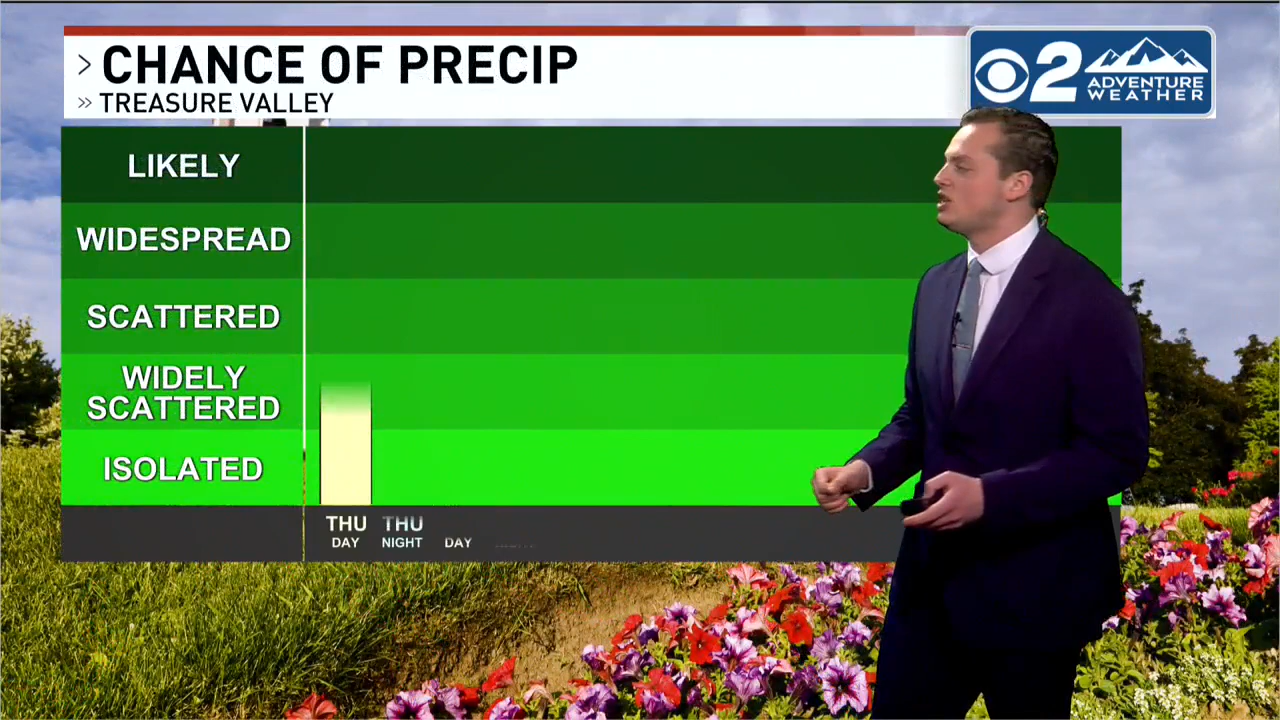 > CHANCE OF PRECIP
» TREASURE VALLEY
2 ADVENTURE
WEATHER
LIKELY
WIDESPREAD
SCATTERED
WIDELY
SCATTERED
ISOLATED
THU THU
DAY NIGHT DAY